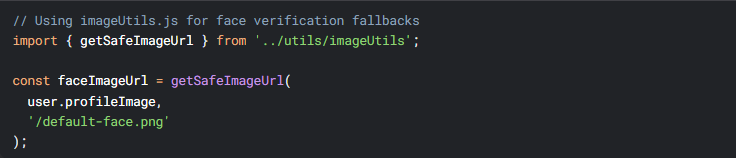 // Using imageUtils.js for face verification fallbacks
import { getSafeImageUrl } from '../utils/imageUtils';
const faceImageUrl = getSafeImageUrl(
user.profileImage,
'/default-face.png'
);